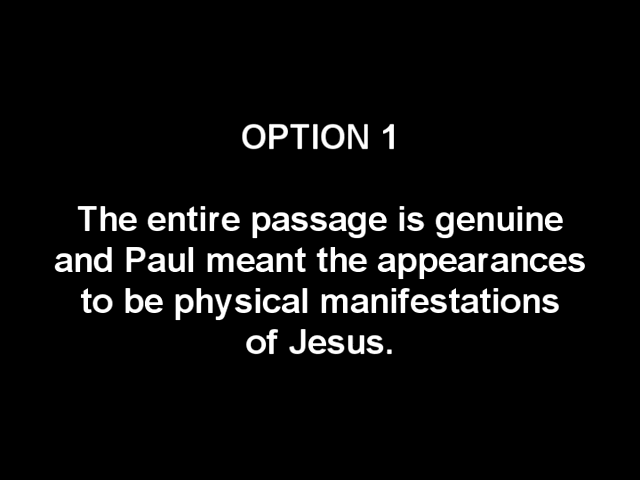 OPTION 1
The entire passage is genuine
and Paul meant the appearances
to be physical manifestations
of Jesus.